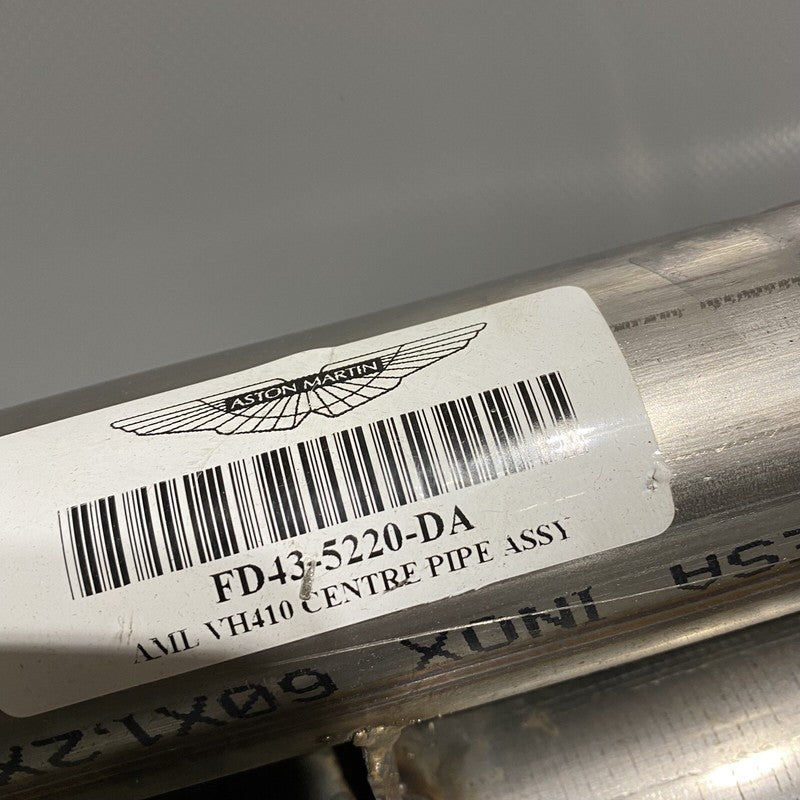 ASTON MARTIN
FD43-5220-DA
AML VH410 CENTRE PIPE ASSY
INOX 60X1,2X